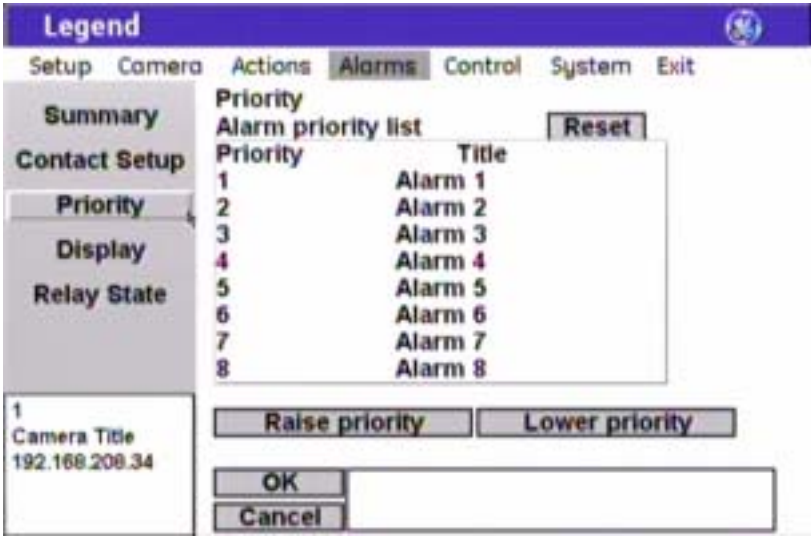 Legend
Setup Camera Actions Alarms Control System Exit
Summary
Contact Setup
Priority
Display
Relay State
Priority
Alarm priority list
Reset
Priority Title
1 Alarm 1
2 Alarm 2
3 Alarm 3
4 Alarm 4
5 Alarm 5
6 Alarm 6
7 Alarm 7
8 Alarm 8
Raise priority
Lower priority
1
Camera Title
192.168.208.34
OK
Cancel